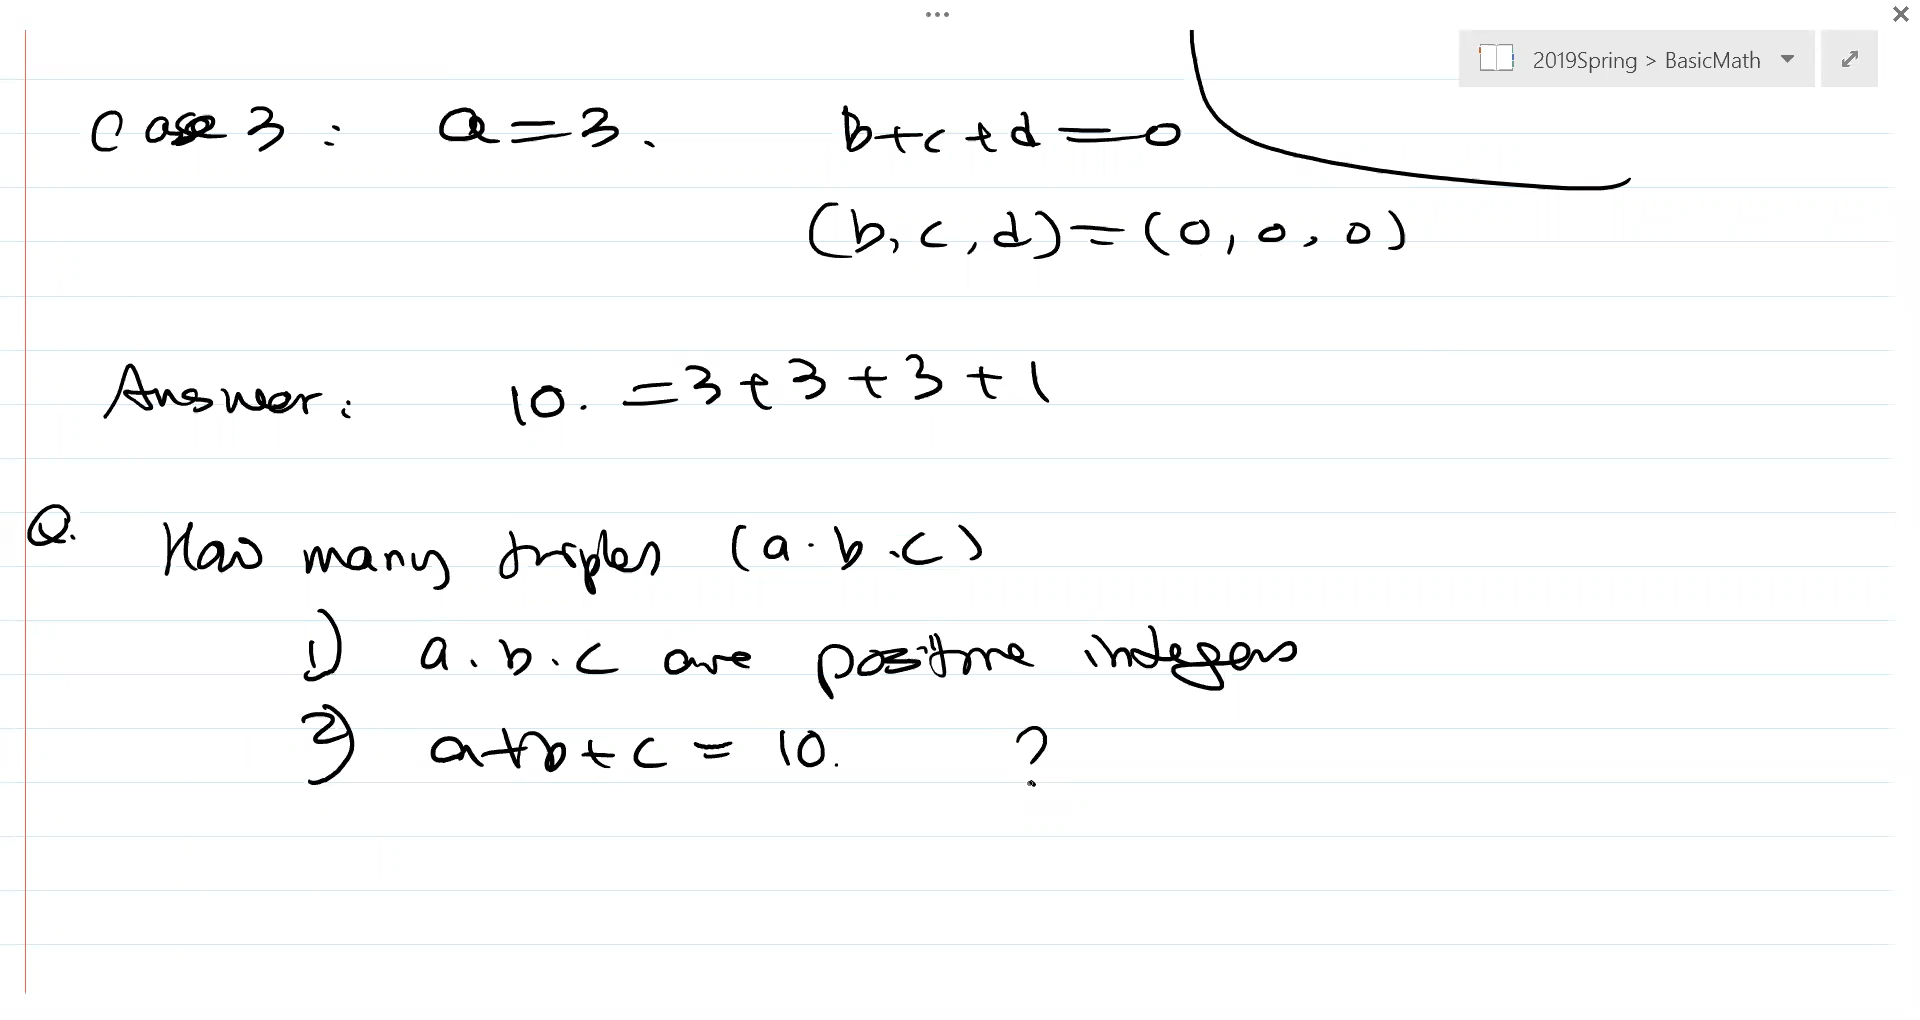 2019Spring > BasicMath
Case 3 : a=3. b+c+d=0
(b, c, d)=(0, 0, 0)
Answer: 10. =3+3+3+1
Q. How many triples (a.b.c)
1) a.b.c are positive integers
2) a+b+c = 10. ?